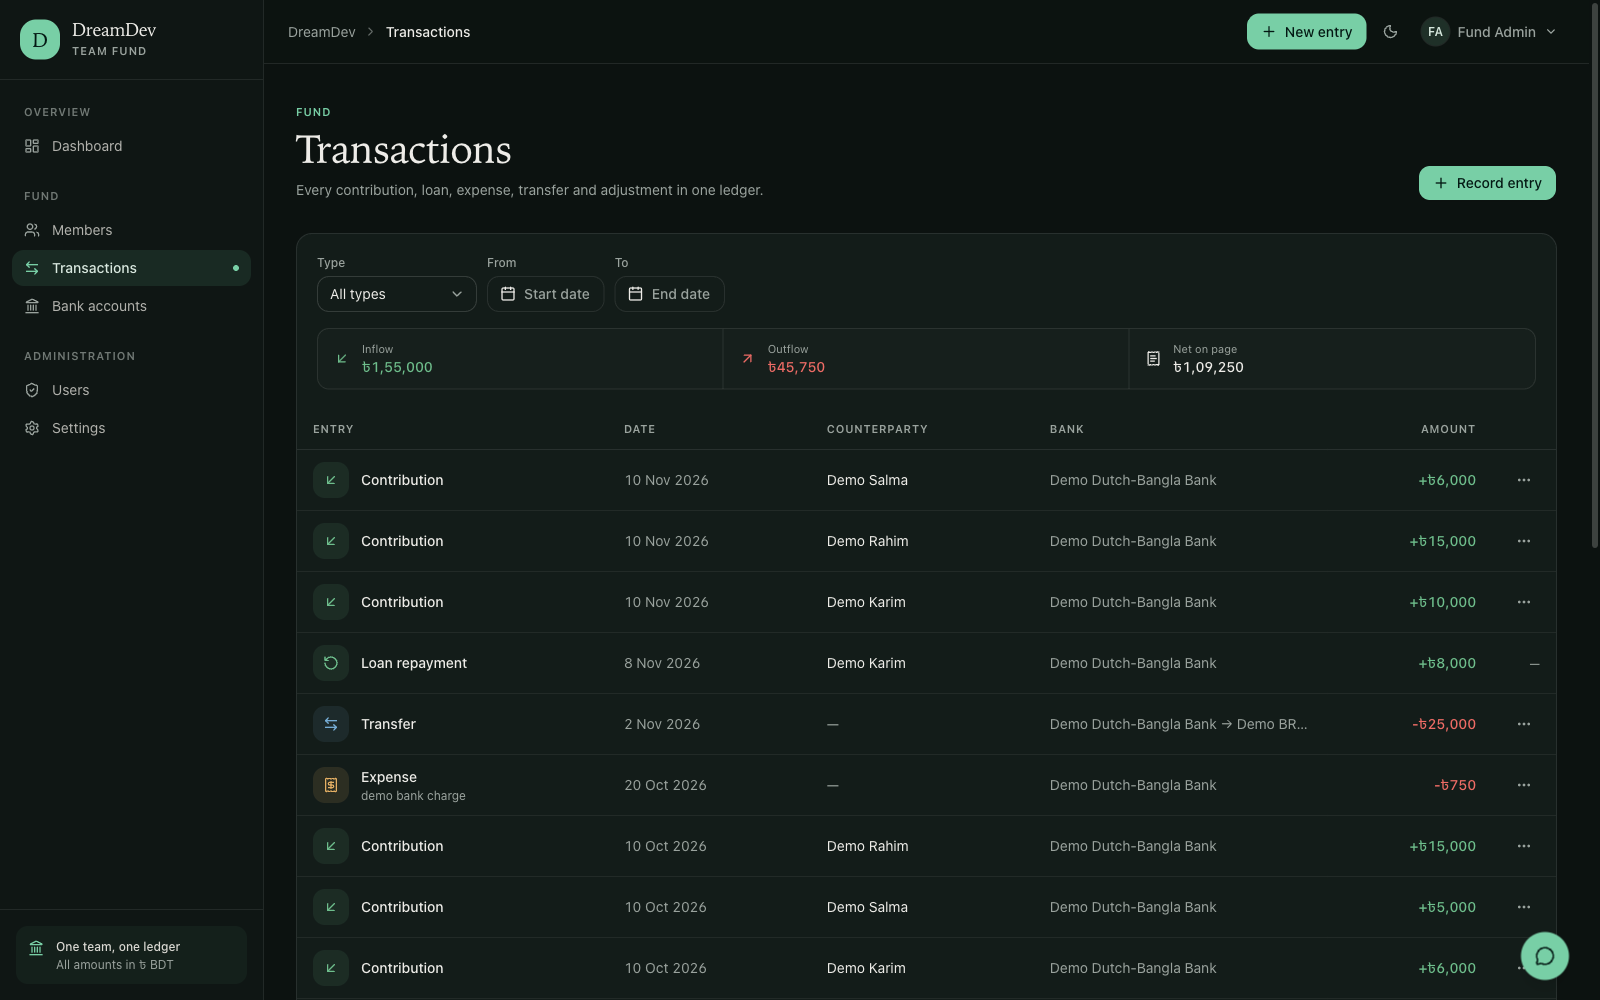 D
DreamDev
TEAM FUND
DreamDev > Transactions
+ New entry
FA Fund Admin
OVERVIEW
Dashboard
FUND
Members
Transactions
Bank accounts
ADMINISTRATION
Users
Settings
One team, one ledger
All amounts in ৳ BDT
FUND
Transactions
Every contribution, loan, expense, transfer and adjustment in one ledger.
+ Record entry
Type From To
All types Start date End date
Inflow
৳1,55,000
Outflow
৳45,750
Net on page
৳1,09,250
ENTRY DATE COUNTERPARTY BANK AMOUNT
Contribution 10 Nov 2026 Demo Salma Demo Dutch-Bangla Bank +৳6,000 ···
Contribution 10 Nov 2026 Demo Rahim Demo Dutch-Bangla Bank +৳15,000 ···
Contribution 10 Nov 2026 Demo Karim Demo Dutch-Bangla Bank +৳10,000 ···
Loan repayment 8 Nov 2026 Demo Karim Demo Dutch-Bangla Bank +৳8,000 —
Transfer 2 Nov 2026 — Demo Dutch-Bangla Bank → Demo BR... -৳25,000 ···
Expense 20 Oct 2026 — Demo Dutch-Bangla Bank -৳750 ···
demo bank charge
Contribution 10 Oct 2026 Demo Rahim Demo Dutch-Bangla Bank +৳15,000 ···
Contribution 10 Oct 2026 Demo Salma Demo Dutch-Bangla Bank +৳5,000 ···
Contribution 10 Oct 2026 Demo Karim Demo Dutch-Bangla Bank +৳6,000